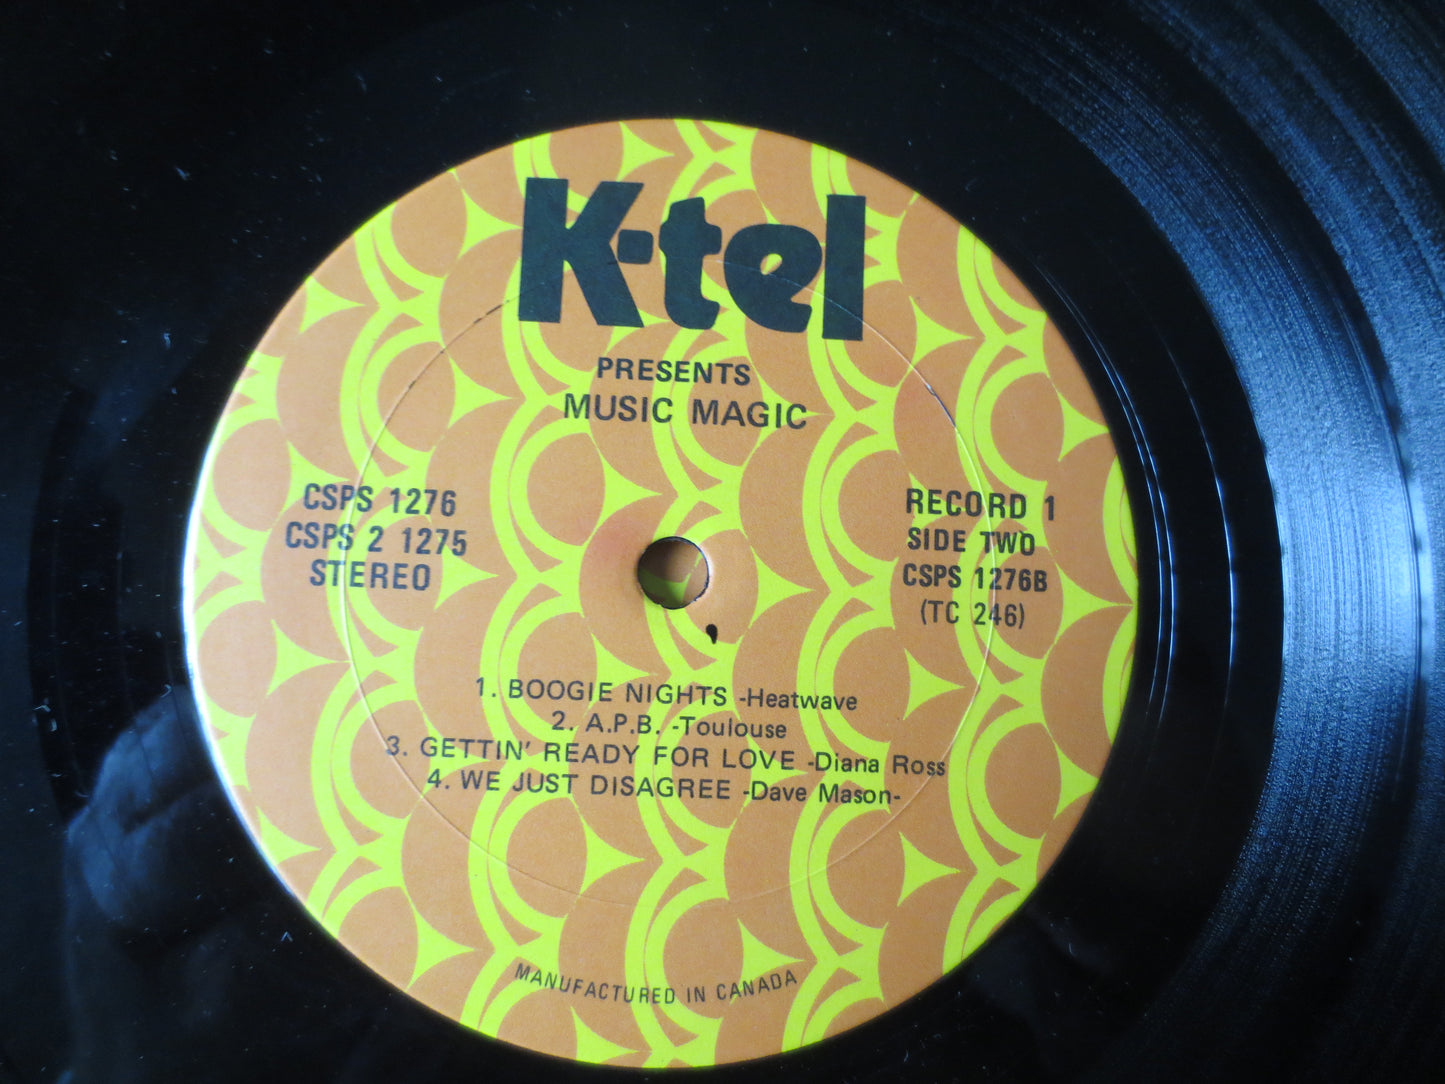 K-tel
PRESENTS
MUSIC MAGIC
CSPS 1276
CSPS 2 1275
STEREO
RECORD 1
SIDE TWO
CSPS 1276B
(TC 246)
1. BOOGIE NIGHTS -Heatwave
2. A.P.B. -Toulouse
3. GETTIN' READY FOR LOVE -Diana Ross
4. WE JUST DISAGREE -Dave Mason-
MANUFACTURED IN CANADA